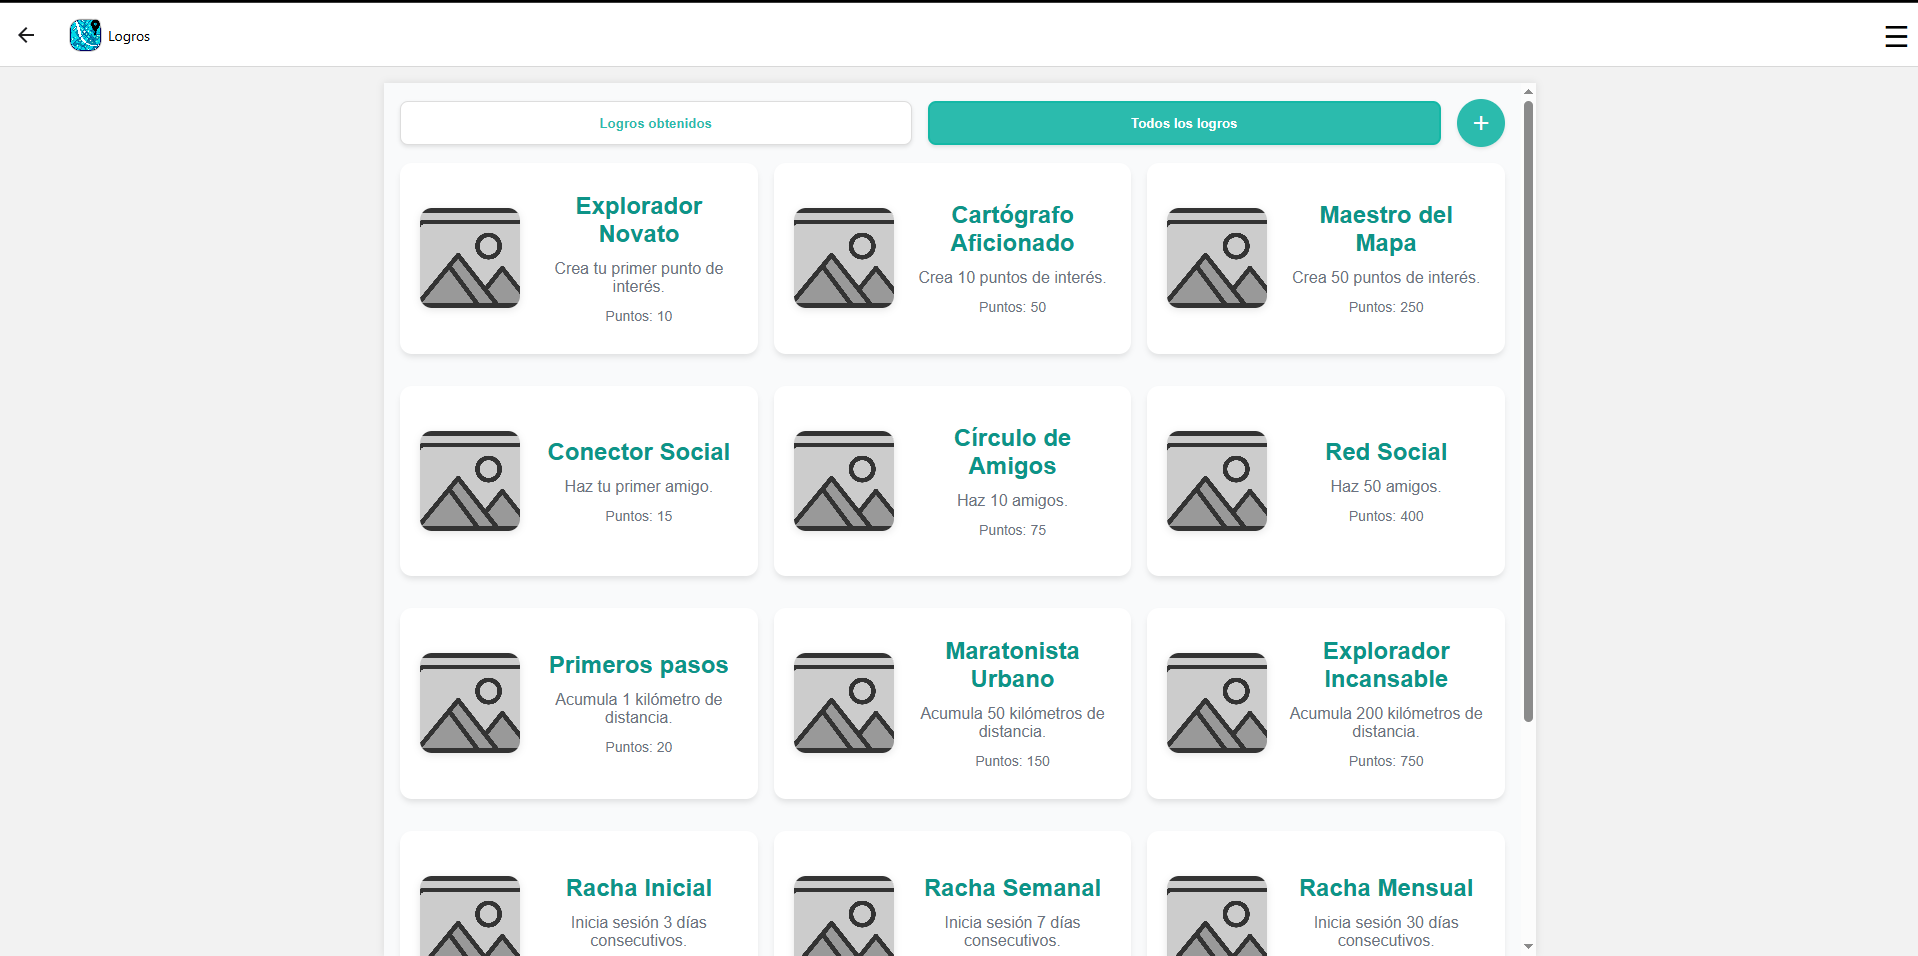 Logros
Logros obtenidos
Todos los logros
+
Explorador
Novato
Crea tu primer punto de
interés.
Puntos: 10
Cartógrafo
Aficionado
Crea 10 puntos de interés.
Puntos: 50
Maestro del
Mapa
Crea 50 puntos de interés.
Puntos: 250
Conector Social
Haz tu primer amigo.
Puntos: 15
Círculo de
Amigos
Haz 10 amigos.
Puntos: 75
Red Social
Haz 50 amigos.
Puntos: 400
Primeros pasos
Acumula 1 kilómetro de
distancia.
Puntos: 20
Maratonista
Urbano
Acumula 50 kilómetros de
distancia.
Puntos: 150
Explorador
Incansable
Acumula 200 kilómetros de
distancia.
Puntos: 750
Racha Inicial
Inicia sesión 3 días
consecutivos.
Racha Semanal
Inicia sesión 7 días
consecutivos.
Racha Mensual
Inicia sesión 30 días
consecutivos.